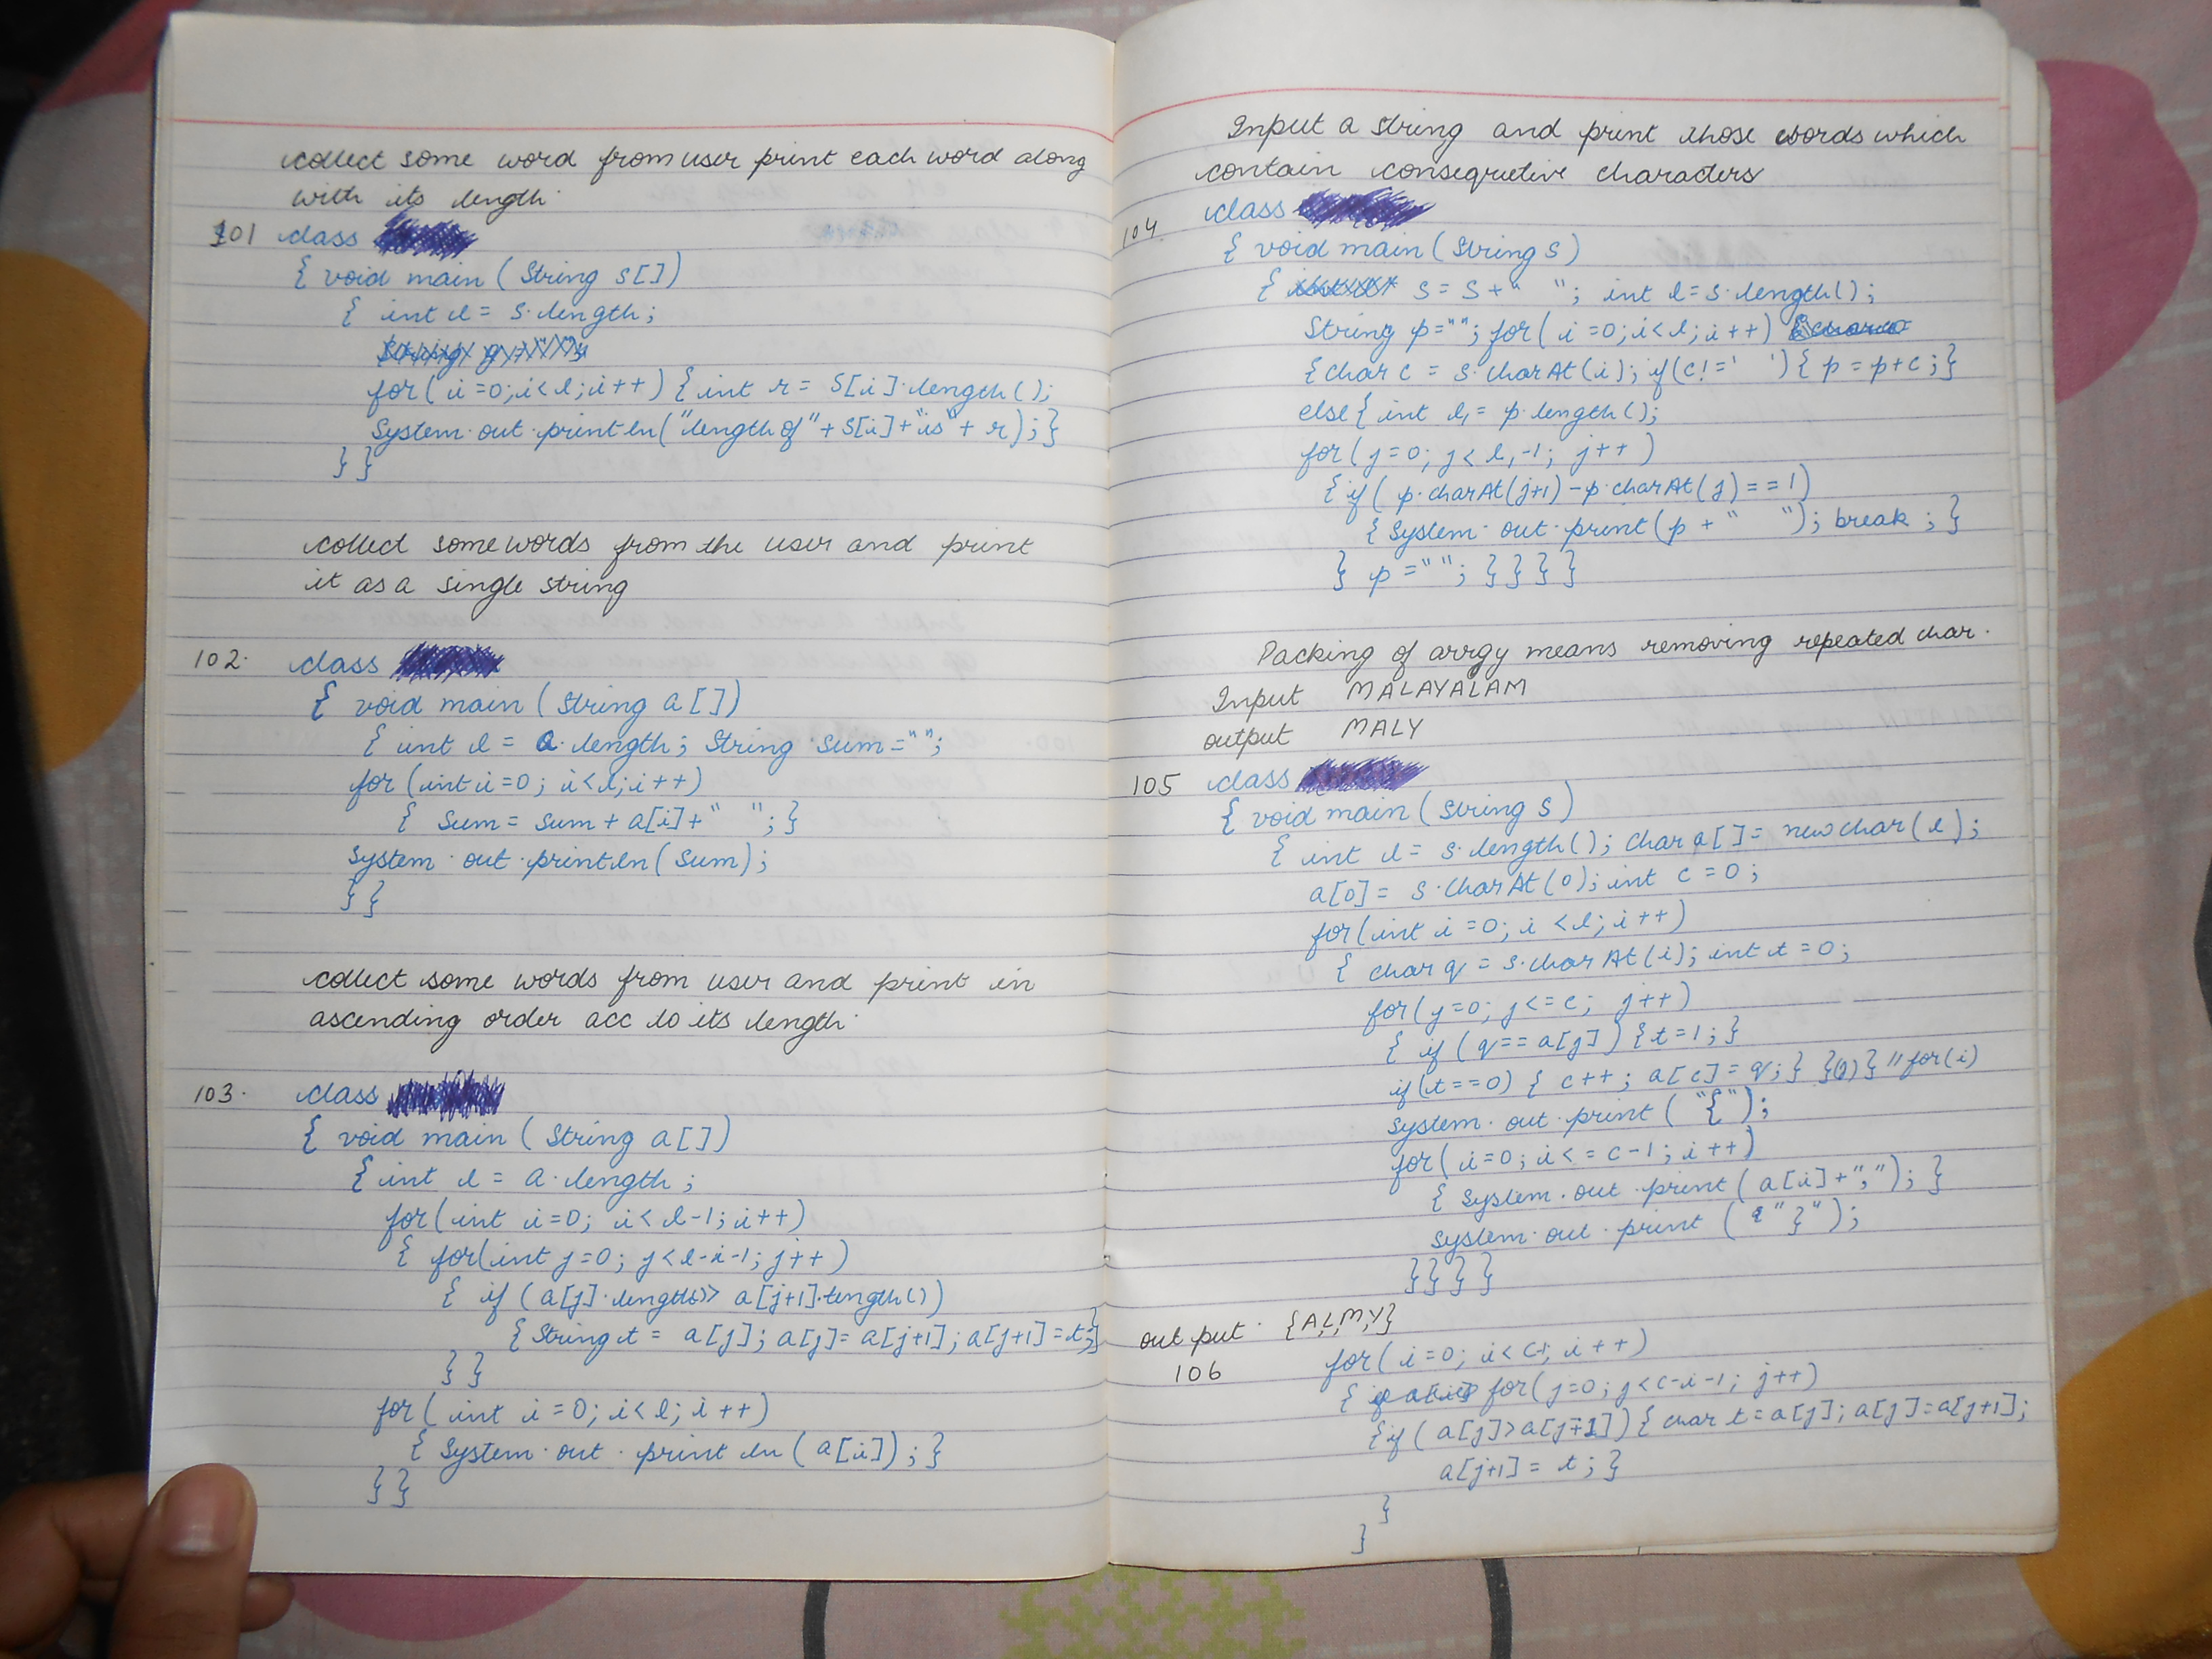 collect some word from user print each word along
with its length.
101 class
{ void main ( String s[])
{ int l = s.length;
for( i =0;i<l;i++) { int r = s[i].length();
System.out.println("length of"+s[i]+"is"+r);}
} }
collect some words from the user and print
it as a single string
102. class
{ void main ( String a [])
{ int l = a.length; String sum="";
for (int i=0; i<l;i++)
{ sum= sum + a[i]+" ";}
System.out.println(sum);
} }
collect some words from user and print in
ascending order acc to its length.
103. class
{ void main ( String a[])
{ int l = a.length;
for(int i=0; i< l-1; i++)
{ for(int j=0; j<l-i-1; j++)
{ if (a[j].length()> a[j+1].length())
{ String t = a[j]; a[j]= a[j+1]; a[j+1]=t;}
} }
for( int i =0; i<l; i++)
{ System.out.println( a[i]);}
} }
Input a string and print those words which
contain consequetive characters
104. class
{ void main ( String s)
{ s= s+" "; int l=s.length();
String p=""; for( i =0;i<l;i++)
{char c = s.charAt(i); if(c!=' '){ p = p+c;}
else{ int l₁= p.length();
for(j=0; j< l₁-1; j++)
{if( p.charAt(j+1)-p.charAt(j)==1)
{ System.out.print(p + " "); break;}
} p =""; } } } }
Packing of arrgy means removing repeated char.
Input MALAYALAM
output MALY
105 class
{ void main( String s)
{ int l= s.length(); char a[]= new char(l);
a[0]= s.charAt(0); int c =0;
for(int i =0; i <l; i++)
{ char q = s.charAt(i); int t =0;
for(j=0; j<=c; j++)
{ if (q== a[j]) {t=1;}
if(t==0) { c++; a[c]=q;} } } //for(i)
System.out.print( "{");
for( i=0; i<=c-1; i++)
{ System.out.print(a[i]+","); }
System.out.print ( "}");
} } } }
out put. {A,L,M,Y}
106 for( i=0; i< c; i++)
{ for(j=0; j<c-i-1; j++)
{if( a[j]>a[j+1]) { char t=a[j]; a[j]=a[j+1];
a[j+1]= t;}
}
}